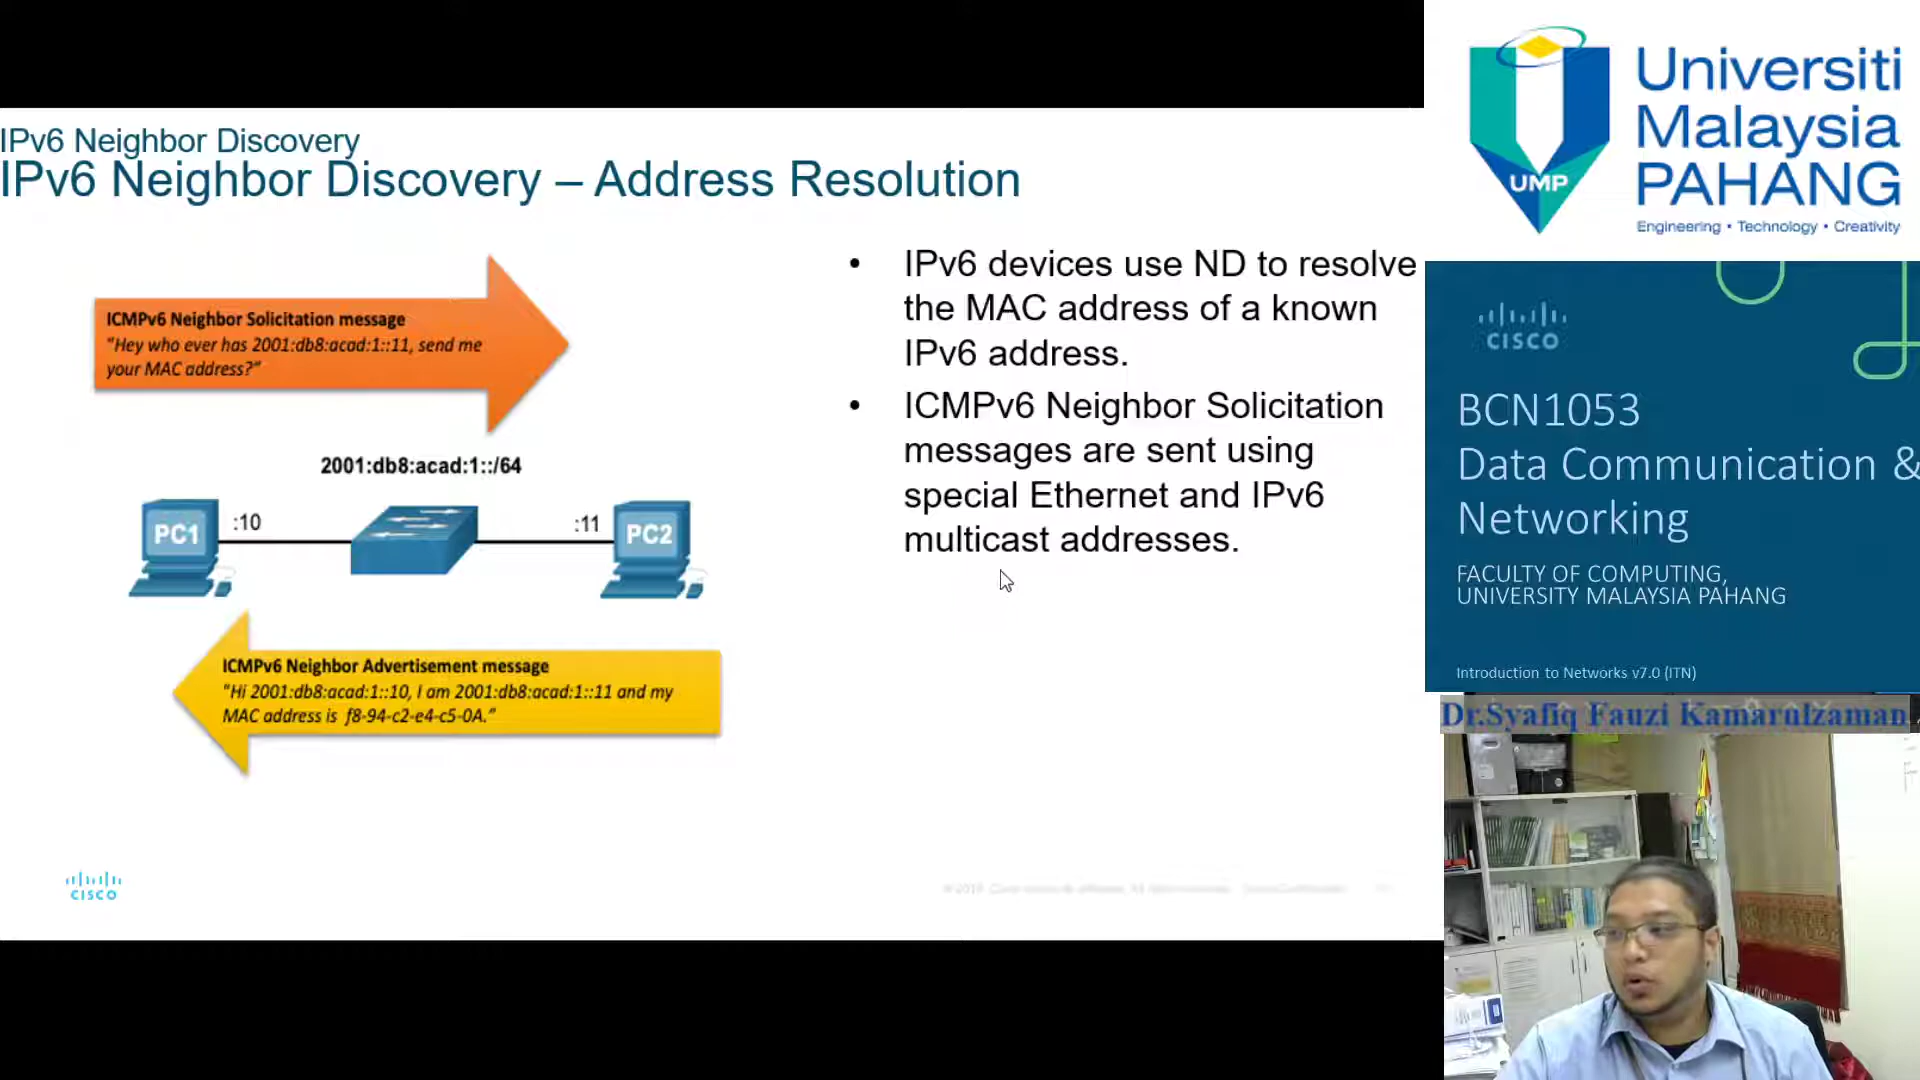 IPv6 Neighbor Discovery
IPv6 Neighbor Discovery – Address Resolution
ICMPv6 Neighbor Solicitation message
"Hey who ever has 2001:db8:acad:1::11, send me
your MAC address?"
2001:db8:acad:1::/64
PC1
:10
:11
PC2
ICMPv6 Neighbor Advertisement message
"Hi 2001:db8:acad:1::10, I am 2001:db8:acad:1::11 and my
MAC address is f8-94-c2-e4-c5-0A."
• IPv6 devices use ND to resolve
the MAC address of a known
IPv6 address.
• ICMPv6 Neighbor Solicitation
messages are sent using
special Ethernet and IPv6
multicast addresses.
CISCO
UMP
Universiti
Malaysia
PAHANG
Engineering • Technology • Creativity
CISCO
BCN1053
Data Communication &
Networking
FACULTY OF COMPUTING,
UNIVERSITY MALAYSIA PAHANG
Introduction to Networks v7.0 (ITN)
Dr.Syafiq Fauzi Kamarulzaman